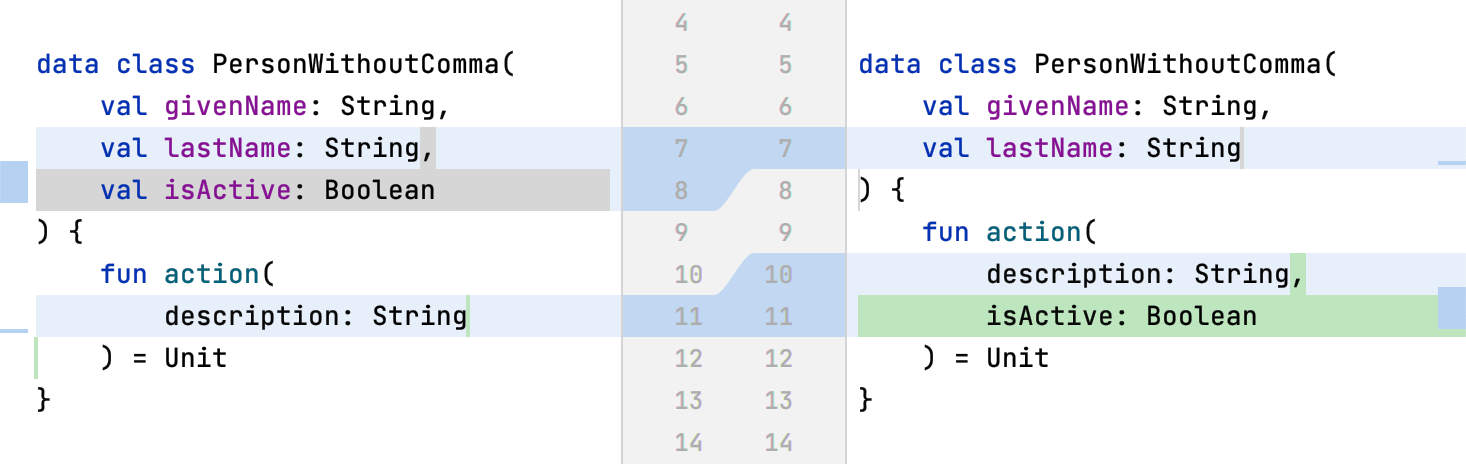 data class PersonWithoutComma(
    val givenName: String,
    val lastName: String,
    val isActive: Boolean
) {
    fun action(
        description: String
    ) = Unit
}
4 4
5 5
6 6
7 7
8 8
9 9
10 10
11 11
12 12
13 13
14 14
data class PersonWithoutComma(
    val givenName: String,
    val lastName: String
) {
    fun action(
        description: String,
        isActive: Boolean
    ) = Unit
}